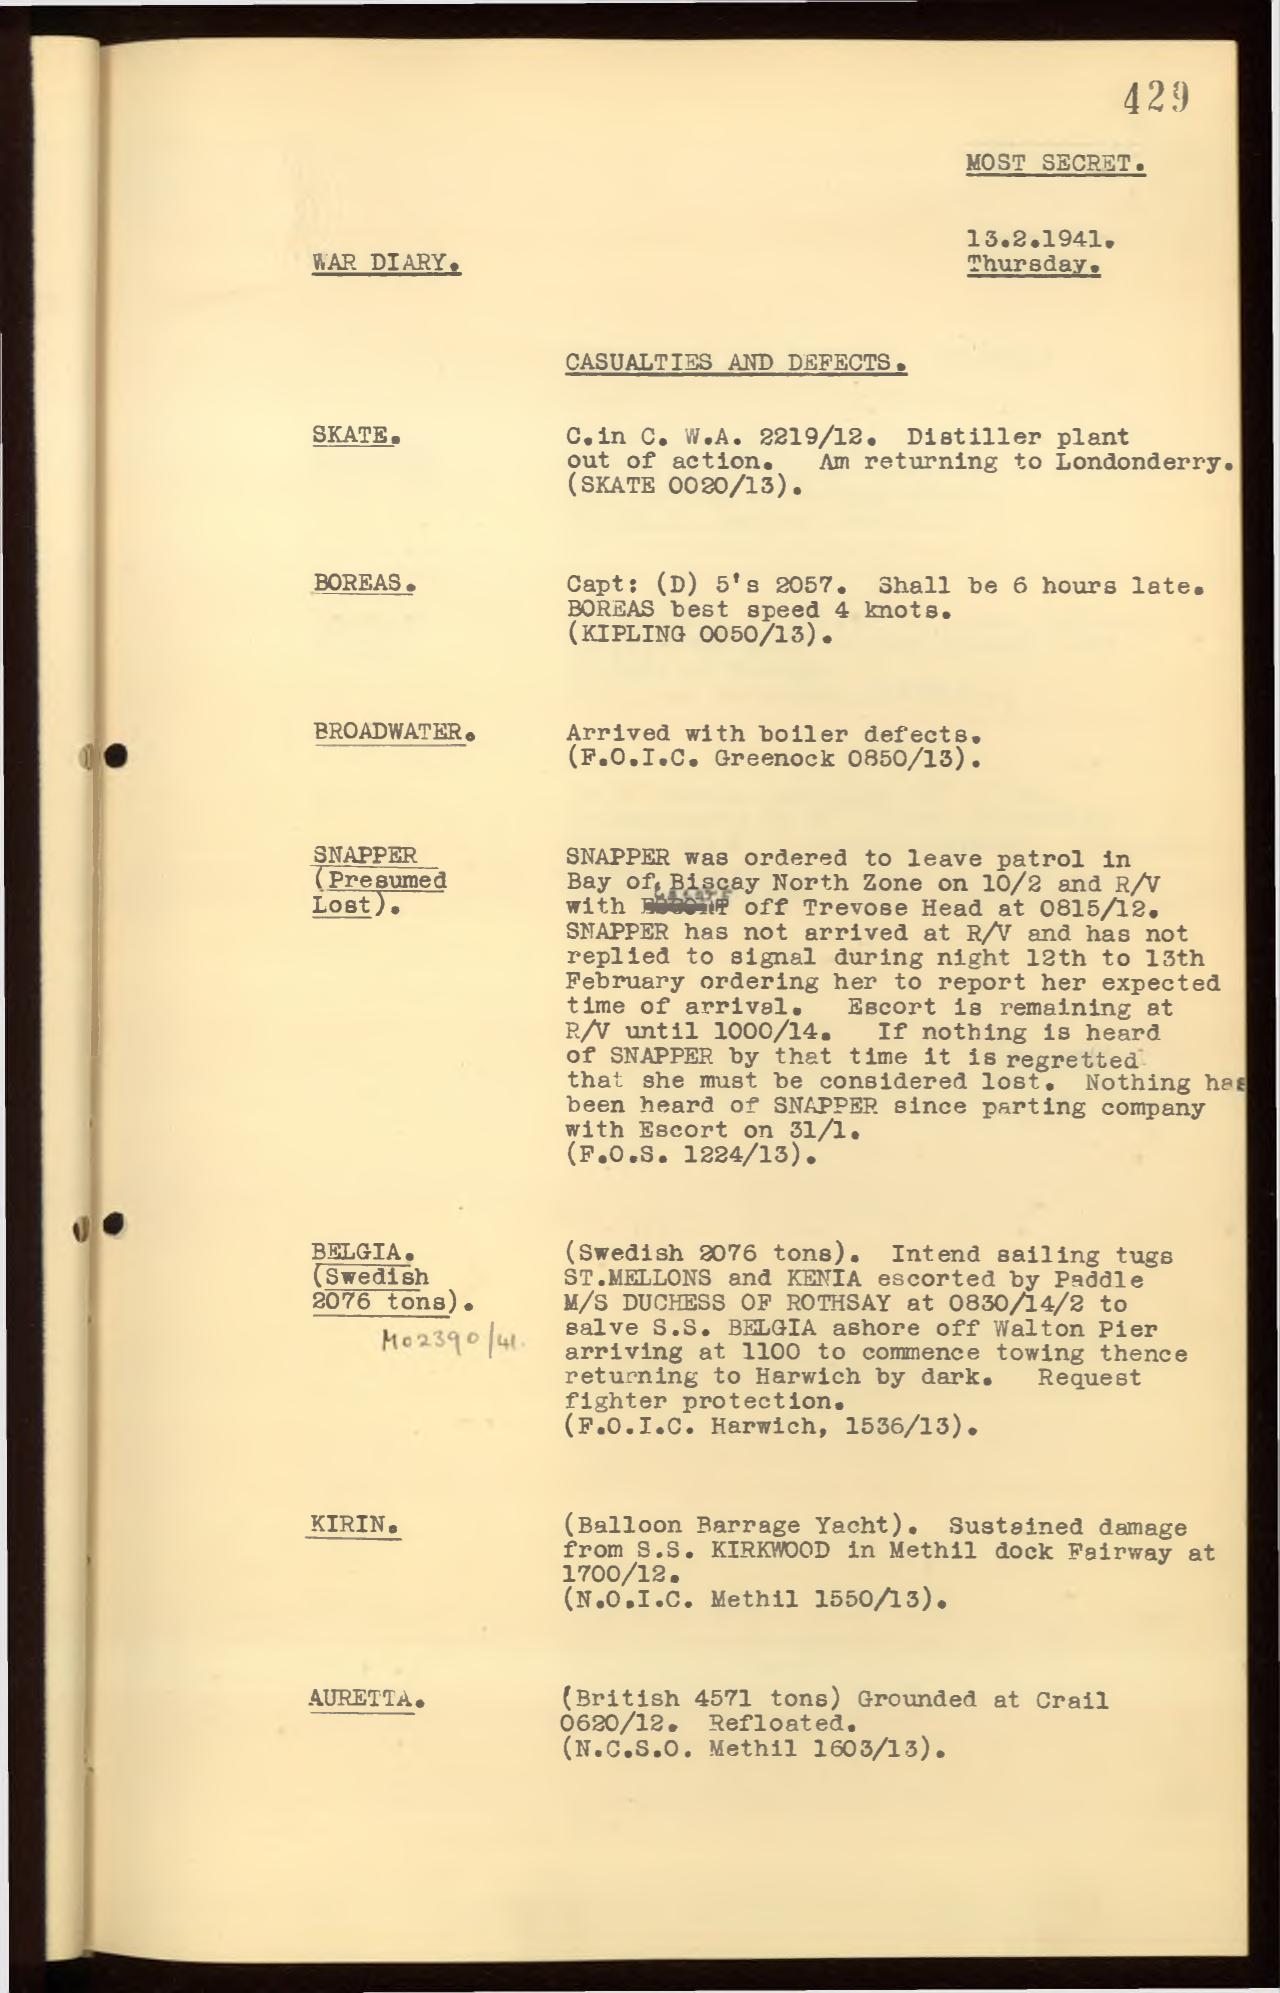 429
MOST SECRET.
13.2.1941.
WAR DIARY.
Thursday.
CASUALTIES AND DEFECTS.
SKATE.
C.in C. W.A. 2219/12. Distiller plant
out of action. Am returning to Londonderry.
(SKATE 0020/13).
BOREAS.
Capt: (D) 5's 2057. Shall be 6 hours late.
BOREAS best speed 4 knots.
(KIPLING 0050/13).
BROADWATER.
Arrived with boiler defects.
(F.O.I.C. Greenock 0850/13).
SNAPPER
(Presumed
Lost).
SNAPPER was ordered to leave patrol in
Bay of Biscay North Zone on 10/2 and R/V
with off Trevose Head at 0815/12.
SNAPPER has not arrived at R/V and has not
replied to signal during night 12th to 13th
February ordering her to report her expected
time of arrival. Escort is remaining at
R/V until 1000/14. If nothing is heard
of SNAPPER by that time it is regretted
that she must be considered lost. Nothing has
been heard of SNAPPER since parting company
with Escort on 31/1.
(F.O.S. 1224/13).
BELGIA.
(Swedish
2076 tons).
M02390/41.
(Swedish 2076 tons). Intend sailing tugs
ST.MELLONS and KENIA escorted by Paddle
M/S DUCHESS OF ROTHSAY at 0830/14/2 to
salve S.S. BELGIA ashore off Walton Pier
arriving at 1100 to commence towing thence
returning to Harwich by dark. Request
fighter protection.
(F.O.I.C. Harwich, 1536/13).
KIRIN.
(Balloon Barrage Yacht). Sustained damage
from S.S. KIRKWOOD in Methil dock Fairway at
1700/12.
(N.O.I.C. Methil 1550/13).
AURETTA.
(British 4571 tons) Grounded at Crail
0620/12. Refloated.
(N.C.S.O. Methil 1603/13).